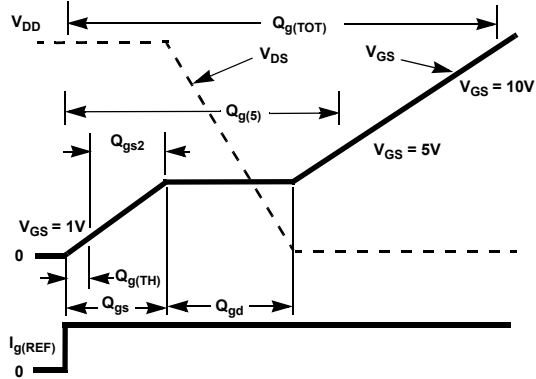 V_DD
Q_g(TOT)
V_DS
V_GS
V_GS = 10V
Q_g(5)
Q_gs2
V_GS = 5V
V_GS = 1V
0
Q_g(TH)
Q_gs
Q_gd
I_g(REF)
0